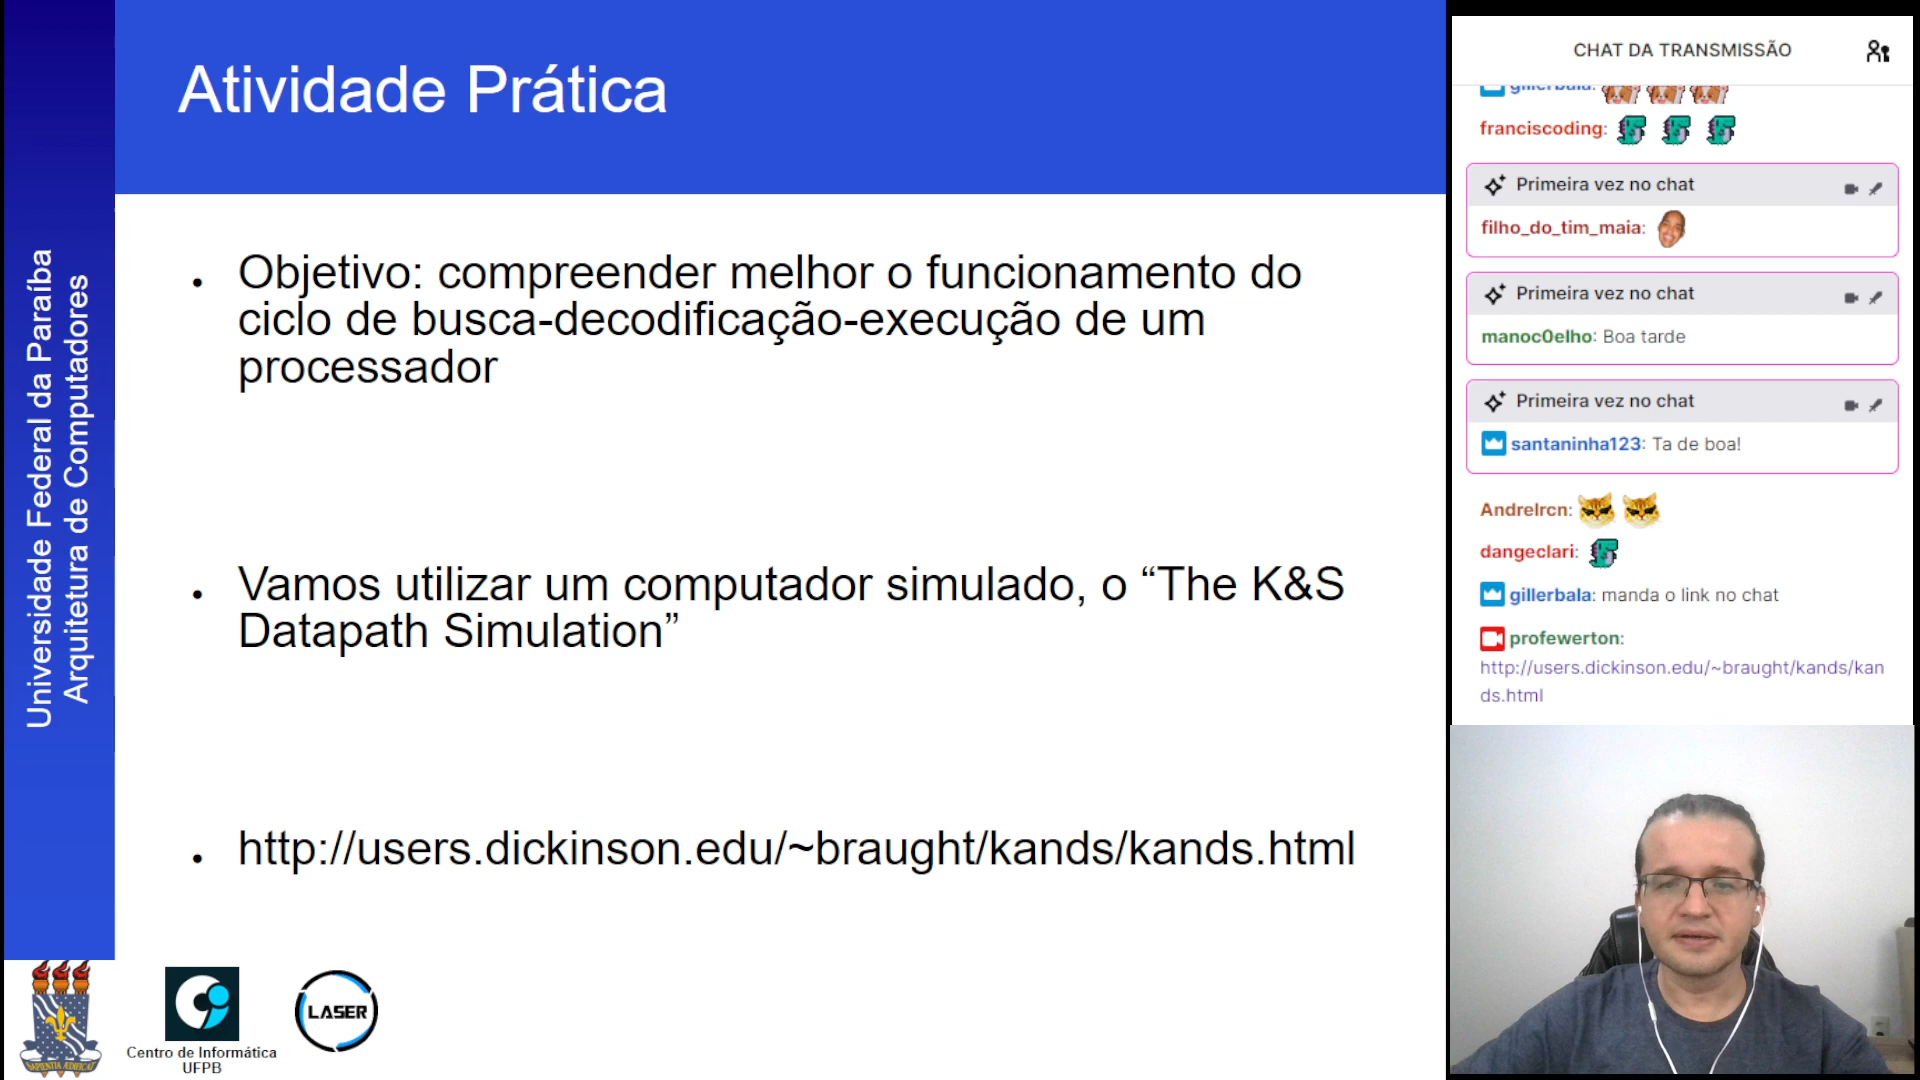 Universidade Federal da Paraíba
Arquitetura de Computadores
Atividade Prática
• Objetivo: compreender melhor o funcionamento do
ciclo de busca-decodificação-execução de um
processador
• Vamos utilizar um computador simulado, o “The K&S
Datapath Simulation”
• http://users.dickinson.edu/~braught/kands/kands.html
SAPIENTIA ÆDIFICAT
Centro de Informática
UFPB
LASER
CHAT DA TRANSMISSÃO
gillerbala:
franciscoding:
Primeira vez no chat
filho_do_tim_maia:
Primeira vez no chat
manoc0elho: Boa tarde
Primeira vez no chat
santaninha123: Ta de boa!
Andrelrcn:
dangeclari:
gillerbala: manda o link no chat
profewerton:
http://users.dickinson.edu/~braught/kands/kan
ds.html